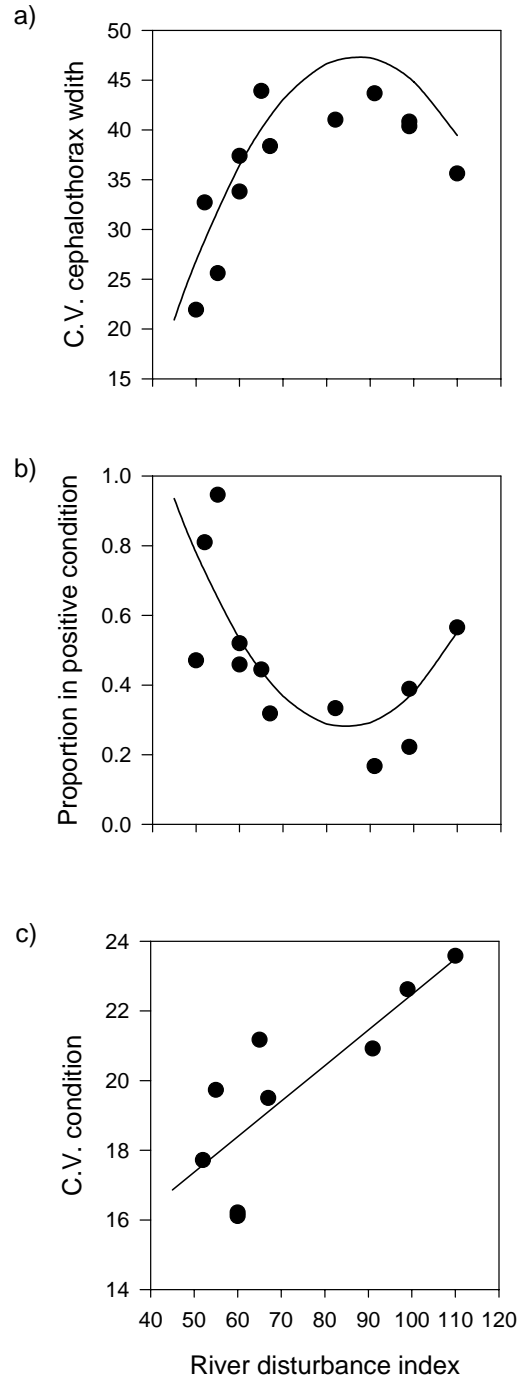 a)
50
45
40
35
30
25
20
15
C.V. cephalothorax wdith
b)
1.0
0.8
0.6
0.4
0.2
0.0
Proportion in positive condition
c)
24
22
20
18
16
14
C.V. condition
40 50 60 70 80 90 100 110 120
River disturbance index